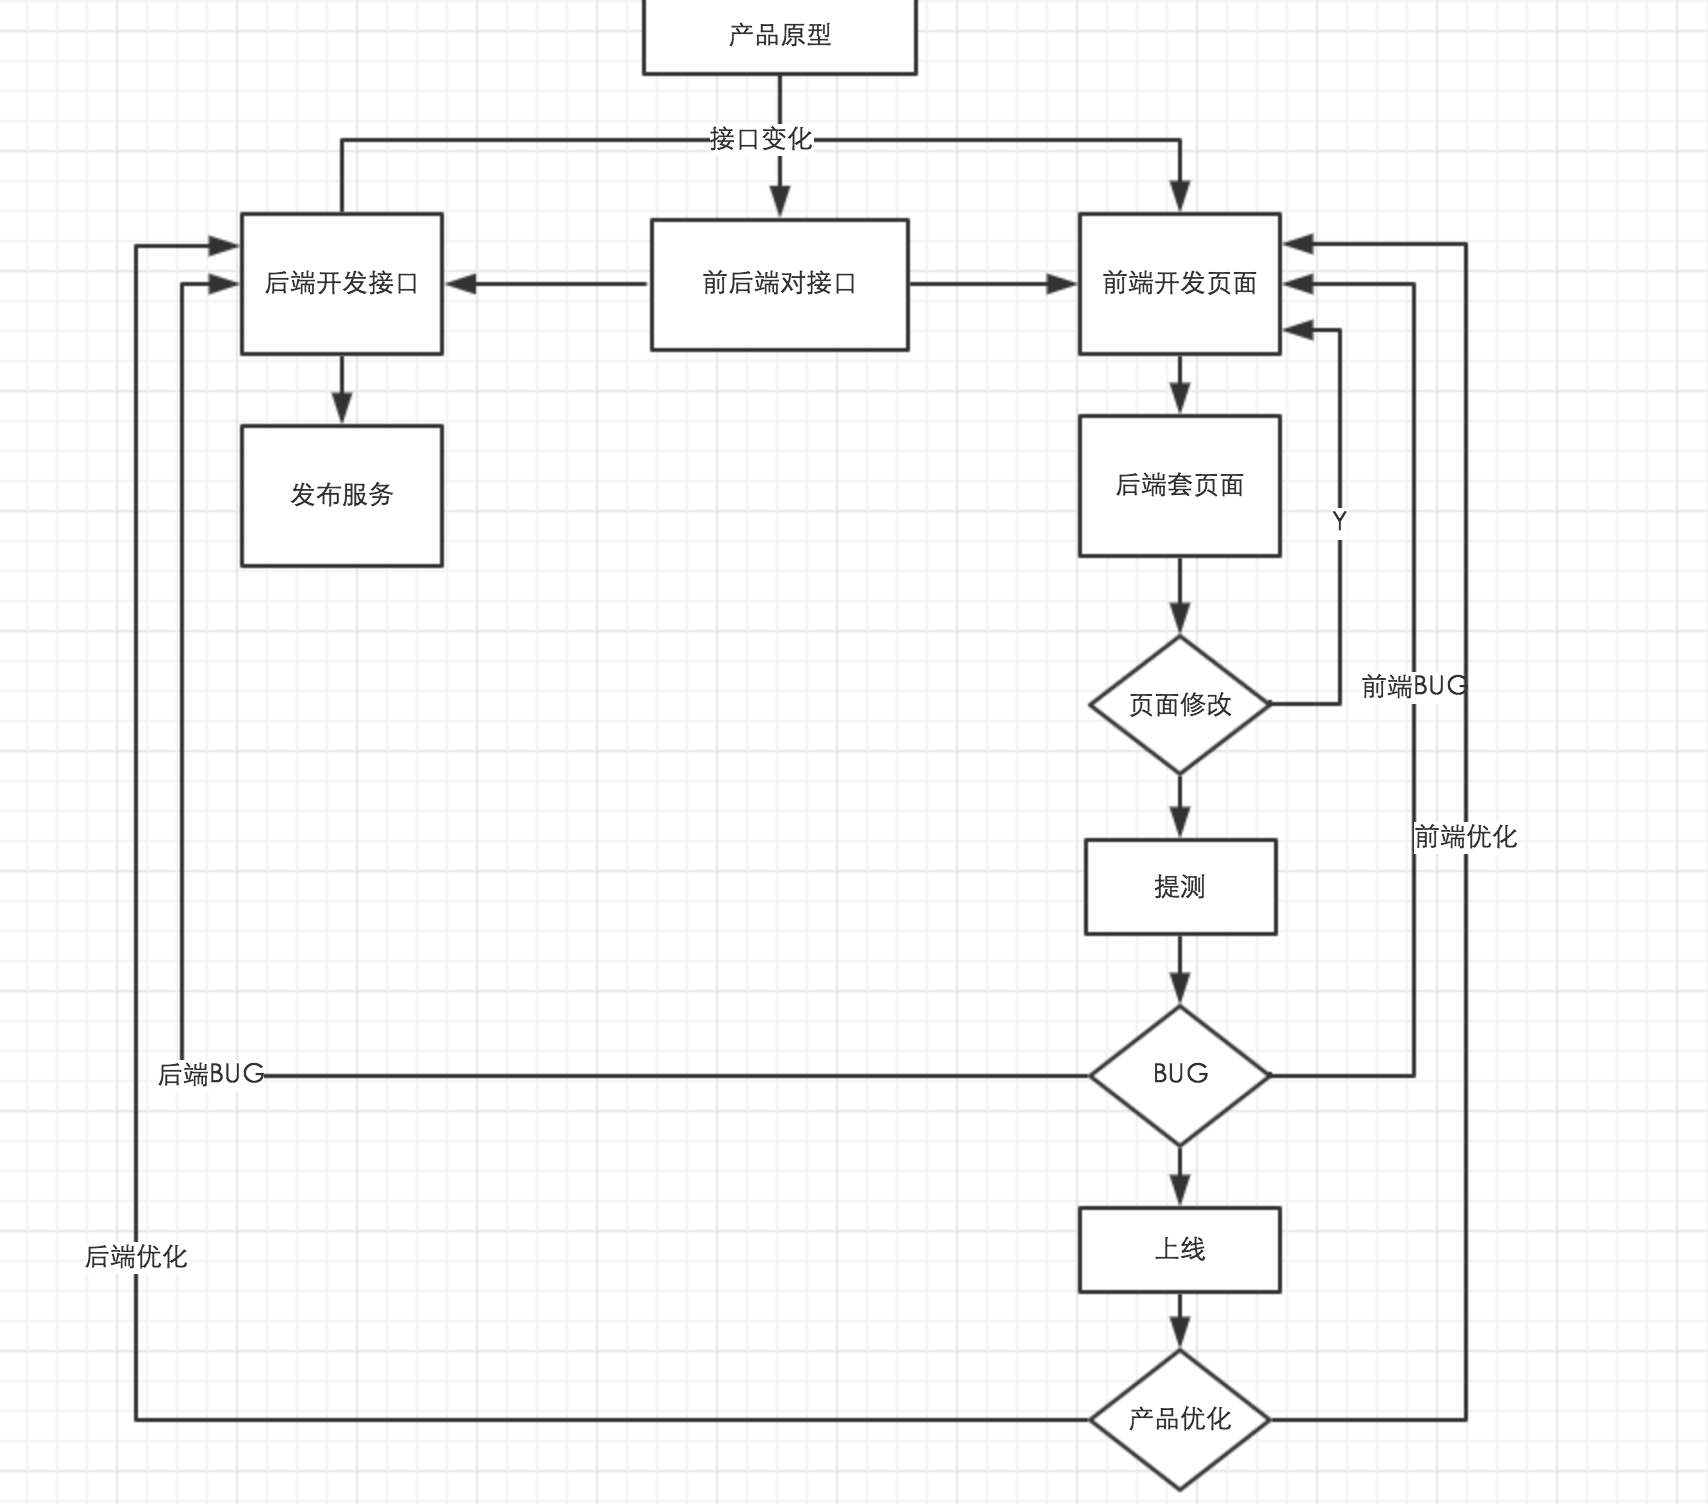 产品原型
接口变化
后端开发接口
前后端对接口
前端开发页面
后端套页面
发布服务
Y
页面修改
前端BUG
前端优化
提测
后端BUG
BUG
上线
后端优化
产品优化